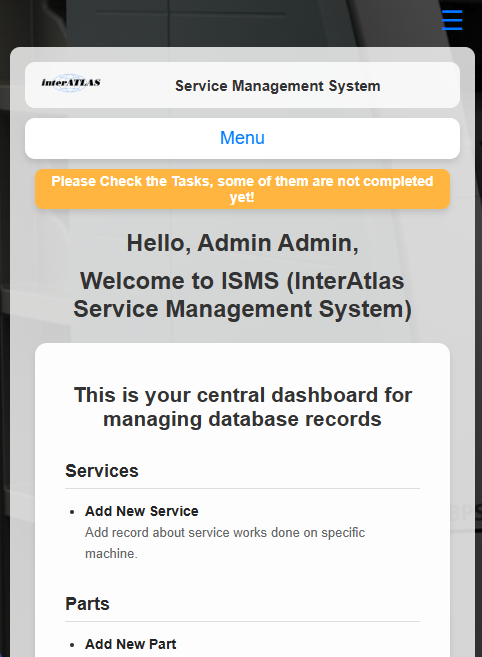 interATLAS
Service Management System
Menu
Please Check the Tasks, some of them are not completed
yet!
Hello, Admin Admin,
Welcome to ISMS (InterAtlas
Service Management System)
This is your central dashboard for
managing database records
Services
Add New Service
Add record about service works done on specific
machine.
Parts
Add New Part